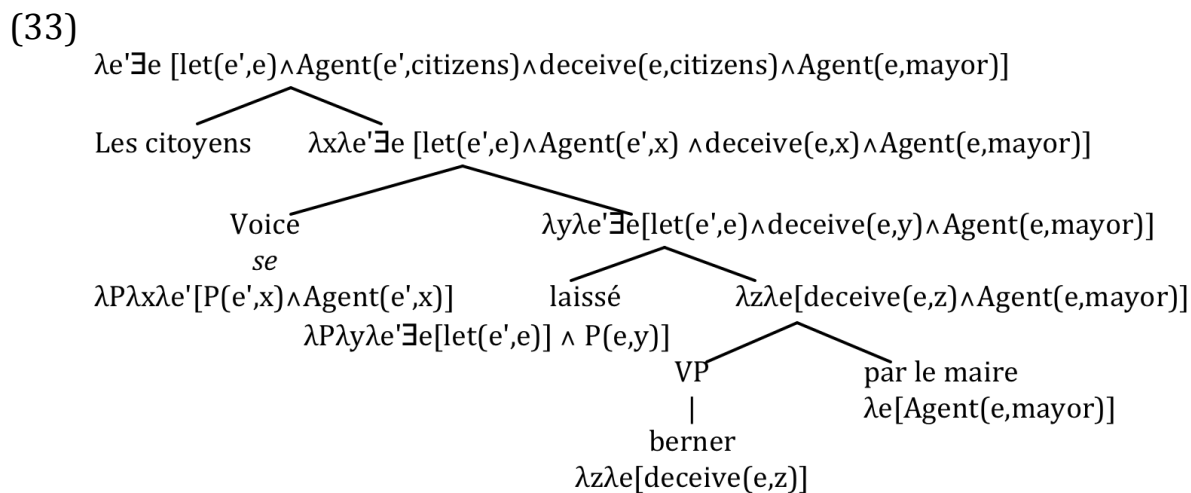 (33)
λe'∃e [let(e',e)∧Agent(e',citizens)∧deceive(e,citizens)∧Agent(e,mayor)]
Les citoyens λxλe'∃e [let(e',e)∧Agent(e',x) ∧deceive(e,x)∧Agent(e,mayor)]
Voice λyλe'∃e[let(e',e)∧deceive(e,y)∧Agent(e,mayor)]
se
λPλxλe'[P(e',x)∧Agent(e',x)] laissé λzλe[deceive(e,z)∧Agent(e,mayor)]
λPλyλe'∃e[let(e',e)] ∧ P(e,y)]
VP par le maire
| λe[Agent(e,mayor)]
berner
λzλe[deceive(e,z)]